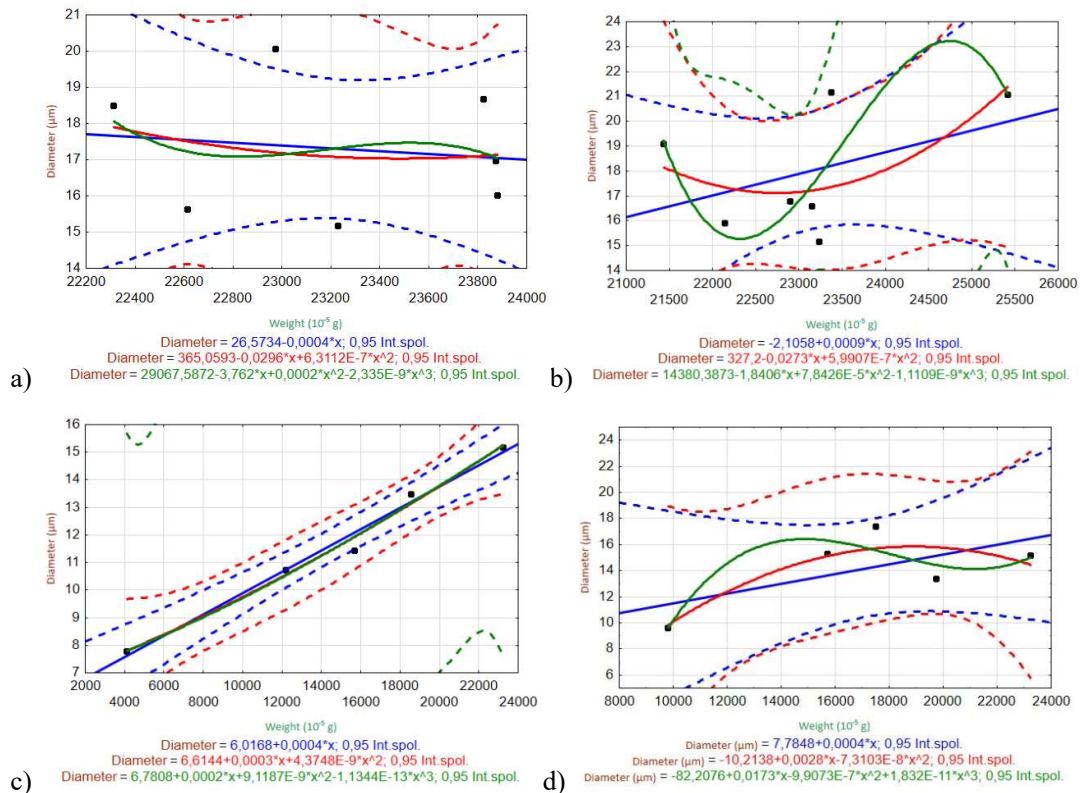 21
20
19
18
17
16
15
14
Diameter (µm)
22200 22400 22600 22800 23000 23200 23400 23600 23800 24000
Weight (10⁻⁵ g)
Diameter = 26,5734-0,0004*x; 0,95 Int.spol.
Diameter = 365,0593-0,0296*x+6,3112E-7*x^2; 0,95 Int.spol.
Diameter = 29067,5872-3,762*x+0,0002*x^2-2,335E-9*x^3; 0,95 Int.spol.
a)
24
23
22
21
20
19
18
17
16
15
14
Diameter (µm)
21000 22000 23000 24000 25000 26000
21500 22500 23500 24500 25500
Weight (10⁻⁵ g)
Diameter = -2,1058+0,0009*x; 0,95 Int.spol.
Diameter = 327,2-0,0273*x+5,9907E-7*x^2; 0,95 Int.spol.
Diameter = 14380,3873-1,8406*x+7,8426E-5*x^2-1,1109E-9*x^3; 0,95 Int.spol.
b)
16
15
14
13
12
11
10
9
8
7
Diameter (µm)
2000 6000 10000 14000 18000 22000
4000 8000 12000 16000 20000 24000
Weight (10⁻⁵ g)
Diameter = 6,0168+0,0004*x; 0,95 Int.spol.
Diameter = 6,6144+0,0003*x+4,3748E-9*x^2; 0,95 Int.spol.
Diameter = 6,7808+0,0002*x+9,1187E-9*x^2-1,1344E-13*x^3; 0,95 Int.spol.
c)
24
22
20
18
16
14
12
10
8
6
Diameter (µm)
8000 10000 12000 14000 16000 18000 20000 22000 24000
Weight (10⁻⁵ g)
Diameter (µm) = 7,7848+0,0004*x; 0,95 Int.spol.
Diameter (µm) = -10,2138+0,0028*x-7,3103E-8*x^2; 0,95 Int.spol.
Diameter (µm) = -82,2076+0,0173*x-9,9073E-7*x^2+1,832E-11*x^3; 0,95 Int.spol.
d)